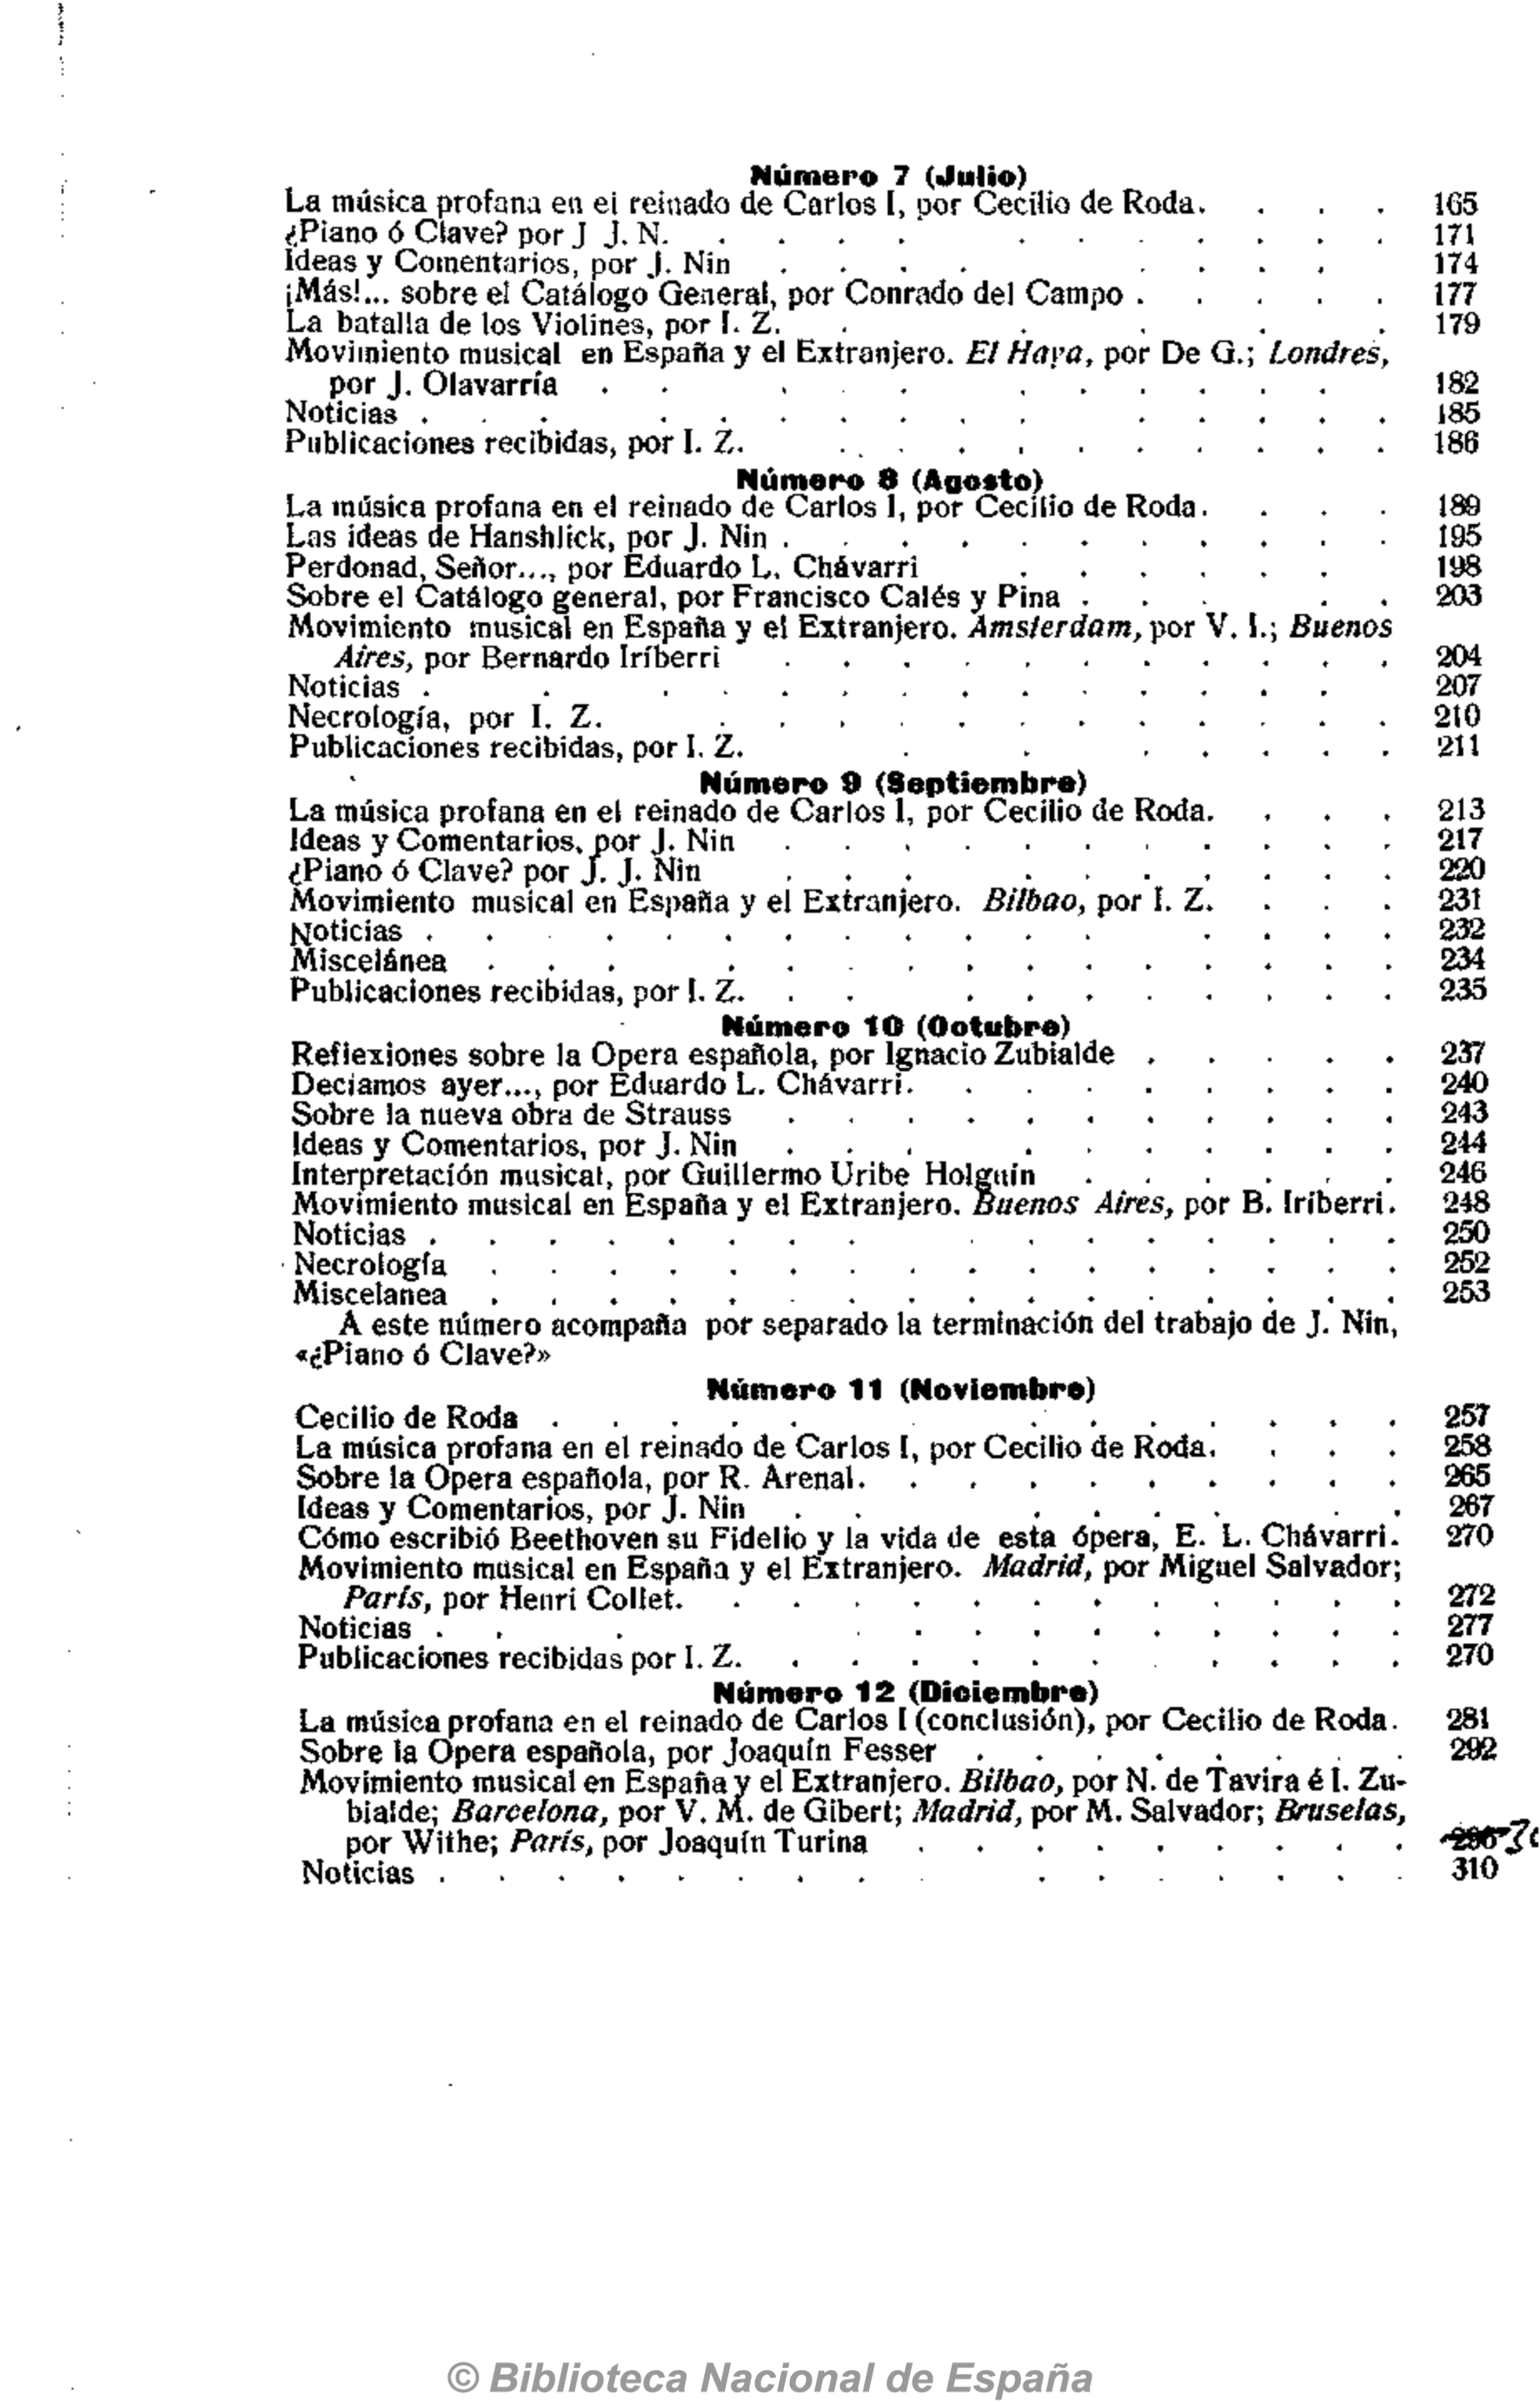 Número 7 (Julio)
La música profana en el reinado de Carlos I, por Cecilio de Roda. . . . 165
¿Piano ó Clave? por J J. N. . . . . . . . . . . . 171
Ideas y Comentarios, por J. Nin . . . . . . . . 174
¡Más!... sobre el Catálogo General, por Conrado del Campo . . . . . 177
La batalla de los Violines, por I. Z. . . . . . 179
Movimiento musical en España y el Extranjero. El Haya, por De G.; Londres,
por J. Olavarría . . . . . . . . . . 182
Noticias . . . . . . . . . . . . . . . 185
Publicaciones recibidas, por I. Z. . . . . . . . . . . 186
Número 8 (Agosto)
La música profana en el reinado de Carlos I, por Cecilio de Roda. . . . 189
Las ideas de Hanshlick, por J. Nin . . . . . . . . . . . 195
Perdonad, Señor..., por Eduardo L. Chávarri . . . . . . 198
Sobre el Catálogo general, por Francisco Calés y Pina . . . . . 203
Movimiento musical en España y el Extranjero. Amsterdam, por V. I.; Buenos
Aires, por Bernardo Iríberri . . . . . . . . . . . 204
Noticias . . . . . . . . . . . . . . 207
Necrología, por I. Z. . . . . . . . . . . . . 210
Publicaciones recibidas, por I. Z. . . . . . . . 211
Número 9 (Septiembre)
La música profana en el reinado de Carlos I, por Cecilio de Roda. . . . 213
Ideas y Comentarios, por J. Nin . . . . . . . . . . . 217
¿Piano ó Clave? por J. J. Nin . . . . . . . . . . 220
Movimiento musical en España y el Extranjero. Bilbao, por I. Z. . . . 231
Noticias . . . . . . . . . . . . . . . 232
Miscelánea . . . . . . . . . . . . . . . 234
Publicaciones recibidas, por I. Z. . . . . . . . . . . 235
Número 10 (Octubre)
Reflexiones sobre la Opera española, por Ignacio Zubialde . . . . . 237
Deciamos ayer..., por Eduardo L. Chávarri. . . . . . . . . 240
Sobre la nueva obra de Strauss . . . . . . . . . . . 243
Ideas y Comentarios, por J. Nin . . . . . . . . . . 244
Interpretación musical, por Guillermo Uribe Holguín . . . . . . 246
Movimiento musical en España y el Extranjero. Buenos Aires, por B. Iriberri. 248
Noticias . . . . . . . . . . . . . . . . 250
Necrología . . . . . . . . . . . . . . . . 252
Miscelanea . . . . . . . . . . . . . . . . 253
A este número acompaña por separado la terminación del trabajo de J. Nin,
«¿Piano ó Clave?»
Número 11 (Noviembre)
Cecilio de Roda . . . . . . . . . . . . . 257
La música profana en el reinado de Carlos I, por Cecilio de Roda. . . . 258
Sobre la Opera española, por R. Arenal. . . . . . . . . . 265
Ideas y Comentarios, por J. Nin . . . . . . . . . 267
Cómo escribió Beethoven su Fidelio y la vida de esta ópera, E. L. Chávarri. 270
Movimiento musical en España y el Extranjero. Madrid, por Miguel Salvador;
París, por Henri Collet. . . . . . . . . . . . . 272
Noticias . . . . . . . . . . . . . 277
Publicaciones recibidas por I. Z. . . . . . . . . . . 270
Número 12 (Diciembre)
La música profana en el reinado de Carlos I (conclusión), por Cecilio de Roda. 281
Sobre la Opera española, por Joaquín Fesser . . . . . . . . 292
Movimiento musical en España y el Extranjero. Bilbao, por N. de Tavira é I. Zu-
bialde; Barcelona, por V. M. de Gibert; Madrid, por M. Salvador; Bruselas,
por Withe; París, por Joaquín Turina . . . . . . . . .
Noticias . . . . . . . . . . . . . . . . 310
© Biblioteca Nacional de España